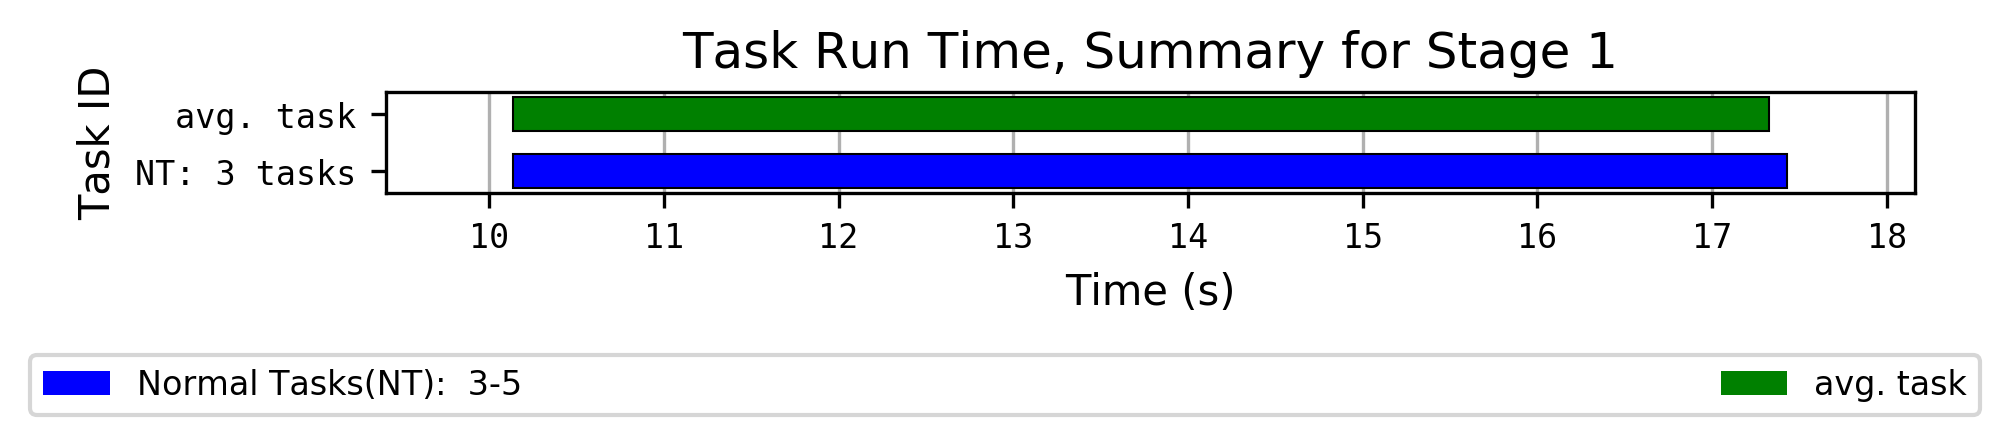 Task Run Time, Summary for Stage 1
Task ID
avg. task
NT: 3 tasks
10 11 12 13 14 15 16 17 18
Time (s)
Normal Tasks(NT):  3-5
avg. task